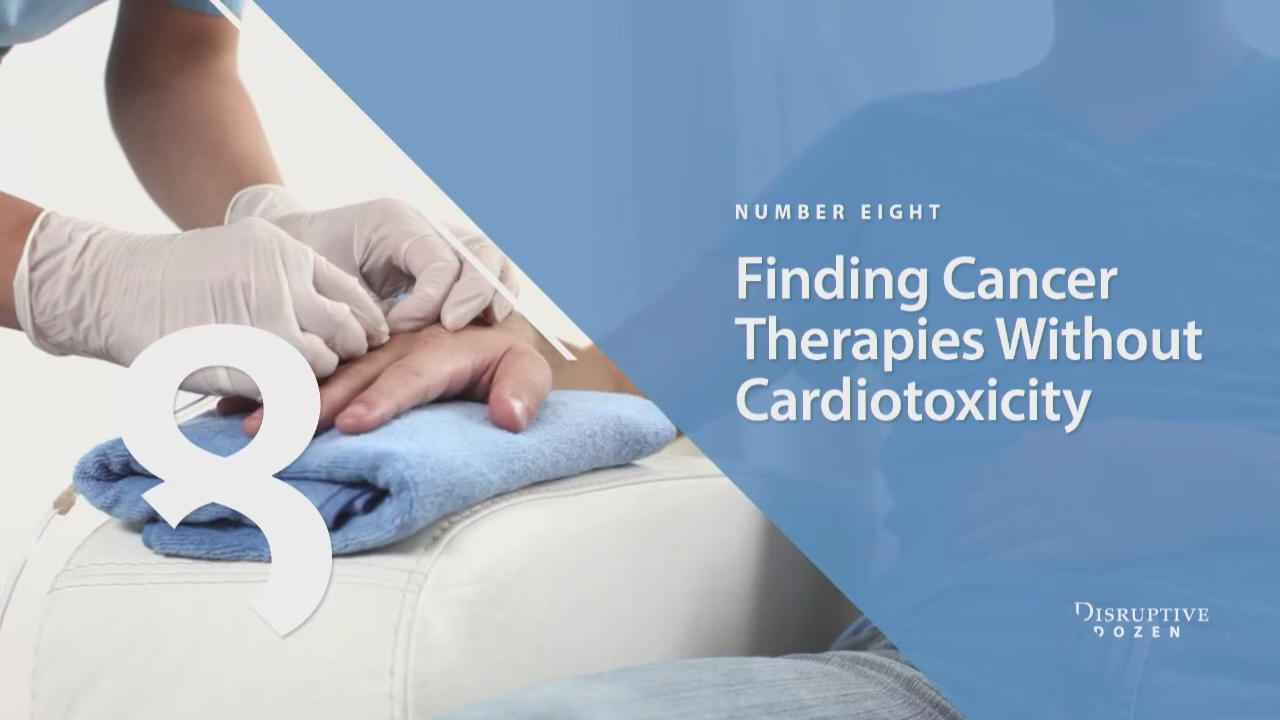 NUMBER EIGHT
Finding Cancer
Therapies Without
Cardiotoxicity
8
DISRUPTIVE
DOZEN